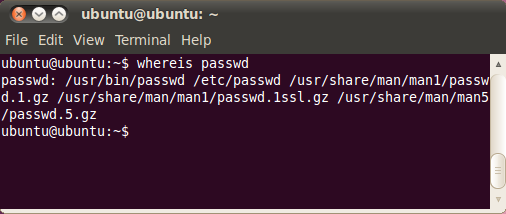 ubuntu@ubuntu: ~
File Edit View Terminal Help
ubuntu@ubuntu:~$ whereis passwd
passwd: /usr/bin/passwd /etc/passwd /usr/share/man/man1/passw
d.1.gz /usr/share/man/man1/passwd.1ssl.gz /usr/share/man/man5
/passwd.5.gz
ubuntu@ubuntu:~$